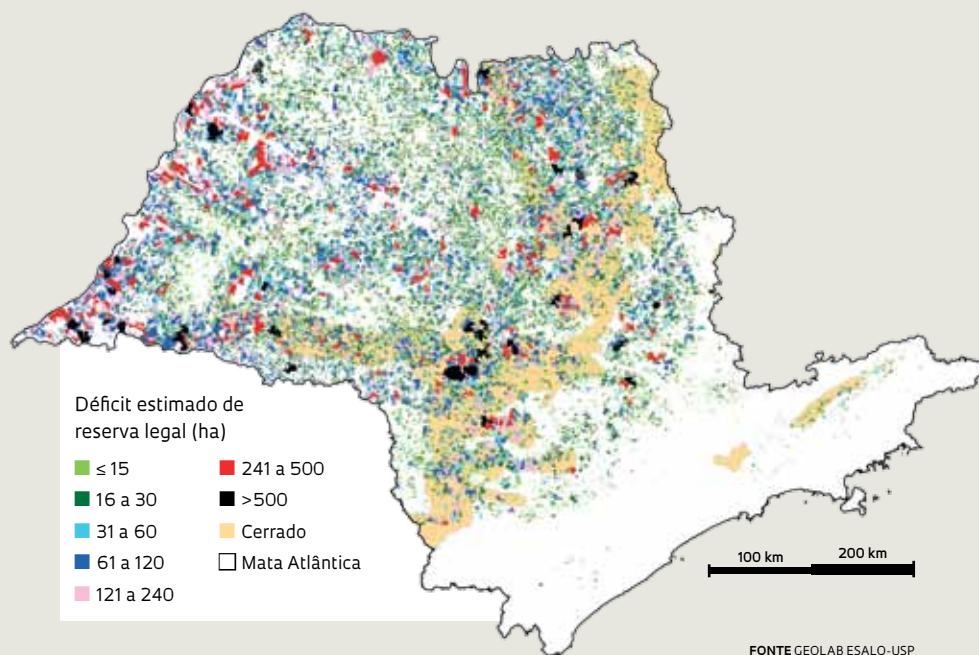 Déficit estimado de
reserva legal (ha)
≤ 15
16 a 30
31 a 60
61 a 120
121 a 240
241 a 500
>500
Cerrado
Mata Atlântica
100 km
200 km
FONTE GEOLAB ESALQ-USP